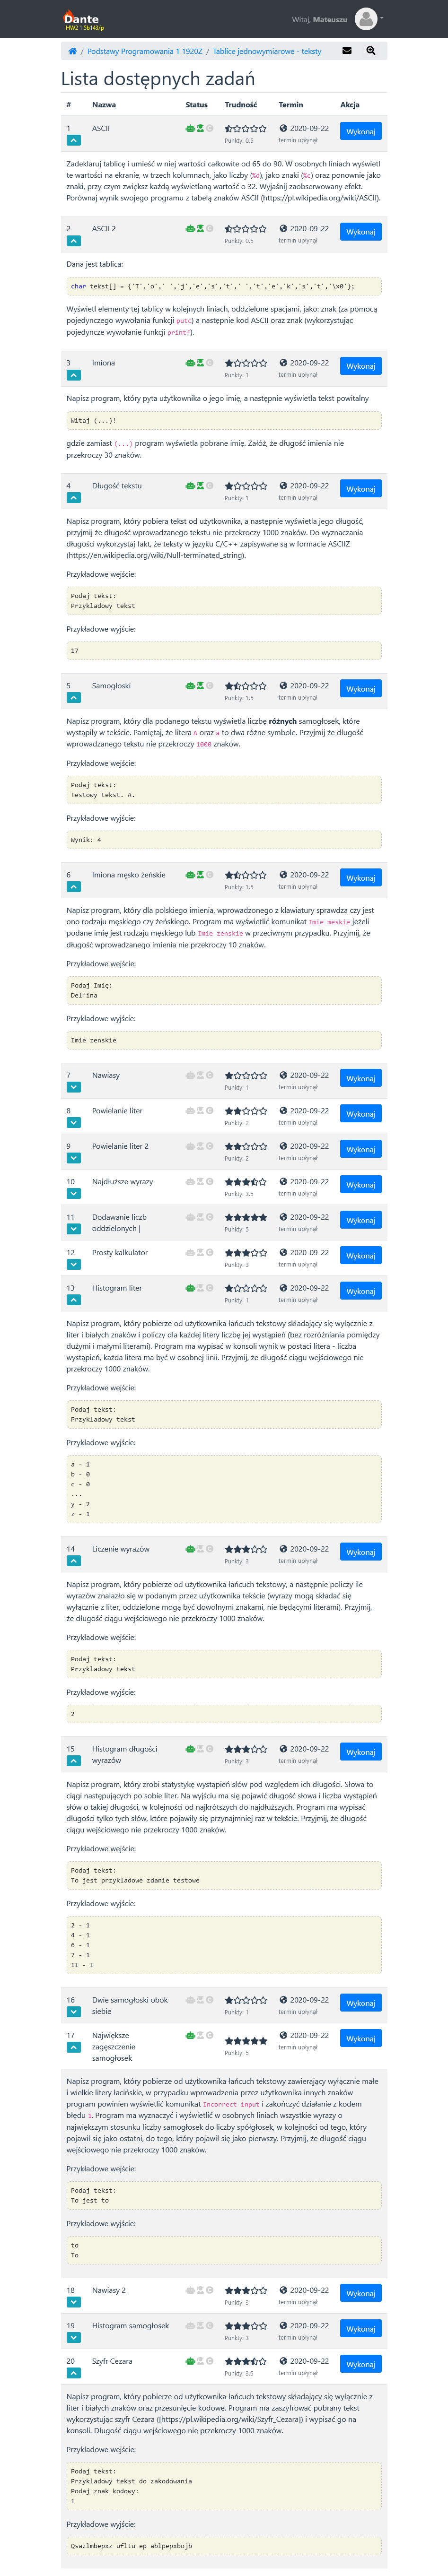 Dante
HW2 1.5b143/p
Witaj, Mateuszu
/ Podstawy Programowania 1 1920Z / Tablice jednowymiarowe - teksty
Lista dostępnych zadań
# Nazwa Status Trudność Termin Akcja
1 ASCII 2020-09-22 Wykonaj
Punkty: 0.5 termin upłynął
Zadeklaruj tablicę i umieść w niej wartości całkowite od 65 do 90. W osobnych liniach wyświetl
te wartości na ekranie, w trzech kolumnach, jako liczby (%d), jako znaki (%c) oraz ponownie jako
znaki, przy czym zwiększ każdą wyświetlaną wartość o 32. Wyjaśnij zaobserwowany efekt.
Porównaj wynik swojego programu z tabelą znaków ASCII (https://pl.wikipedia.org/wiki/ASCII).
2 ASCII 2 2020-09-22 Wykonaj
Punkty: 0.5 termin upłynął
Dana jest tablica:
char tekst[] = {'T','o',' ','j','e','s','t',' ','t','e','k','s','t','\x0'};
Wyświetl elementy tej tablicy w kolejnych liniach, oddzielone spacjami, jako: znak (za pomocą
pojedynczego wywołania funkcji putc) a następnie kod ASCII oraz znak (wykorzystując
pojedyncze wywołanie funkcji printf).
3 Imiona 2020-09-22 Wykonaj
Punkty: 1 termin upłynął
Napisz program, który pyta użytkownika o jego imię, a następnie wyświetla tekst powitalny
Witaj (...)!
gdzie zamiast (...) program wyświetla pobrane imię. Załóż, że długość imienia nie
przekroczy 30 znaków.
4 Długość tekstu 2020-09-22 Wykonaj
Punkty: 1 termin upłynął
Napisz program, który pobiera tekst od użytkownika, a następnie wyświetla jego długość,
przyjmij że długość wprowadzanego tekstu nie przekroczy 1000 znaków. Do wyznaczania
długości wykorzystaj fakt, że teksty w języku C/C++ zapisywane są w formacie ASCIIZ
(https://en.wikipedia.org/wiki/Null-terminated_string).
Przykładowe wejście:
Podaj tekst:
Przykladowy tekst
Przykładowe wyjście:
17
5 Samogłoski 2020-09-22 Wykonaj
Punkty: 1.5 termin upłynął
Napisz program, który dla podanego tekstu wyświetla liczbę różnych samogłosek, które
wystąpiły w tekście. Pamiętaj, że litera A oraz a to dwa różne symbole. Przyjmij że długość
wprowadzanego tekstu nie przekroczy 1000 znaków.
Przykładowe wejście:
Podaj tekst:
Testowy tekst. A.
Przykładowe wyjście:
Wynik: 4
6 Imiona męsko żeńskie 2020-09-22 Wykonaj
Punkty: 1.5 termin upłynął
Napisz program, który dla polskiego imienia, wprowadzonego z klawiatury sprawdza czy jest
ono rodzaju męskiego czy żeńskiego. Program ma wyświetlić komunikat Imie meskie jeżeli
podane imię jest rodzaju męskiego lub Imie zenskie w przeciwnym przypadku. Przyjmij, że
długość wprowadzanego imienia nie przekroczy 10 znaków.
Przykładowe wejście:
Podaj Imię:
Delfina
Przykładowe wyjście:
Imie zenskie
7 Nawiasy 2020-09-22 Wykonaj
Punkty: 1 termin upłynął
8 Powielanie liter 2020-09-22 Wykonaj
Punkty: 2 termin upłynął
9 Powielanie liter 2 2020-09-22 Wykonaj
Punkty: 2 termin upłynął
10 Najdłuższe wyrazy 2020-09-22 Wykonaj
Punkty: 3.5 termin upłynął
11 Dodawanie liczb 2020-09-22 Wykonaj
oddzielonych | Punkty: 5 termin upłynął
12 Prosty kalkulator 2020-09-22 Wykonaj
Punkty: 3 termin upłynął
13 Histogram liter 2020-09-22 Wykonaj
Punkty: 1 termin upłynął
Napisz program, który pobierze od użytkownika łańcuch tekstowy składający się wyłącznie z
liter i białych znaków i policzy dla każdej litery liczbę jej wystąpień (bez rozróżniania pomiędzy
dużymi i małymi literami). Program ma wypisać w konsoli wynik w postaci litera - liczba
wystąpień, każda litera ma być w osobnej linii. Przyjmij, że długość ciągu wejściowego nie
przekroczy 1000 znaków.
Przykładowe wejście:
Podaj tekst:
Przykladowy tekst
Przykładowe wyjście:
a - 1
b - 0
c - 0
...
y - 2
z - 1
14 Liczenie wyrazów 2020-09-22 Wykonaj
Punkty: 3 termin upłynął
Napisz program, który pobierze od użytkownika łańcuch tekstowy, a następnie policzy ile
wyrazów znalazło się w podanym przez użytkownika tekście (wyrazy mogą składać się
wyłącznie z liter, oddzielone mogą być dowolnymi znakami, nie będącymi literami). Przyjmij,
że długość ciągu wejściowego nie przekroczy 1000 znaków.
Przykładowe wejście:
Podaj tekst:
Przykladowy tekst
Przykładowe wyjście:
2
15 Histogram długości 2020-09-22 Wykonaj
wyrazów Punkty: 3 termin upłynął
Napisz program, który zrobi statystykę wystąpień słów pod względem ich długości. Słowa to
ciągi następujących po sobie liter. Na wyjściu ma się pojawić długość słowa i liczba wystąpień
słów o takiej długości, w kolejności od najkrótszych do najdłuższych. Program ma wypisać
długości tylko tych słów, które pojawiły się przynajmniej raz w tekście. Przyjmij, że długość
ciągu wejściowego nie przekroczy 1000 znaków.
Przykładowe wejście:
Podaj tekst:
To jest przykladowe zdanie testowe
Przykładowe wyjście:
2 - 1
4 - 1
6 - 1
7 - 1
11 - 1
16 Dwie samogłoski obok 2020-09-22 Wykonaj
siebie Punkty: 1 termin upłynął
17 Największe 2020-09-22 Wykonaj
zagęszczenie Punkty: 5 termin upłynął
samogłosek
Napisz program, który pobierze od użytkownika łańcuch tekstowy zawierający wyłącznie małe
i wielkie litery łacińskie, w przypadku wprowadzenia przez użytkownika innych znaków
program powinien wyświetlić komunikat Incorrect input i zakończyć działanie z kodem
błędu 1. Program ma wyznaczyć i wyświetlić w osobnych liniach wszystkie wyrazy o
największym stosunku liczby samogłosek do liczby spółgłosek, w kolejności od tego, który
pojawił się jako ostatni, do tego, który pojawił się jako pierwszy. Przyjmij, że długość ciągu
wejściowego nie przekroczy 1000 znaków.
Przykładowe wejście:
Podaj tekst:
To jest to
Przykładowe wyjście:
to
To
18 Nawiasy 2 2020-09-22 Wykonaj
Punkty: 3 termin upłynął
19 Histogram samogłosek 2020-09-22 Wykonaj
Punkty: 3 termin upłynął
20 Szyfr Cezara 2020-09-22 Wykonaj
Punkty: 3.5 termin upłynął
Napisz program, który pobierze od użytkownika łańcuch tekstowy składający się wyłącznie z
liter i białych znaków oraz przesunięcie kodowe. Program ma zaszyfrować pobrany tekst
wykorzystując szyfr Cezara ([https://pl.wikipedia.org/wiki/Szyfr_Cezara]) i wypisać go na
konsoli. Długość ciągu wejściowego nie przekroczy 1000 znaków.
Przykładowe wejście:
Podaj tekst:
Przykladowy tekst do zakodowania
Podaj znak kodowy:
1
Przykładowe wyjście:
Qsazlmbepxz ufltu ep ablpepxbojb